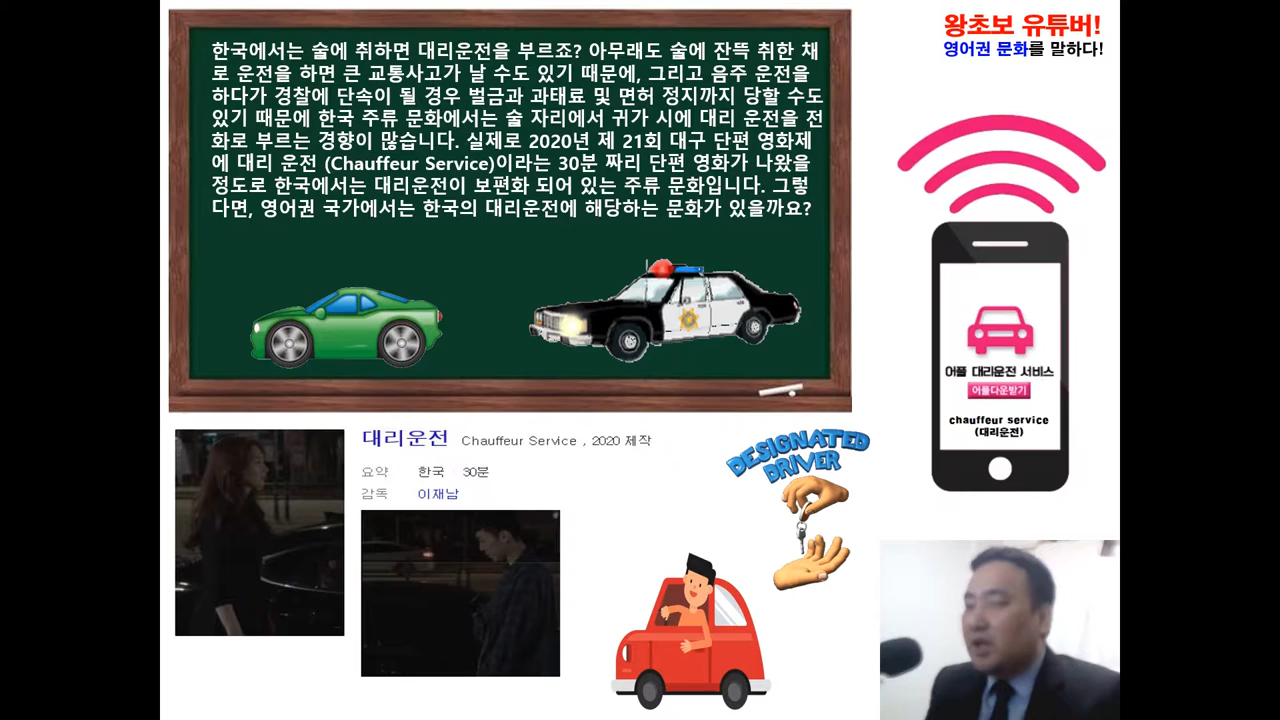 한국에서는 술에 취하면 대리운전을 부르죠? 아무래도 술에 잔뜩 취한 채
로 운전을 하면 큰 교통사고가 날 수도 있기 때문에, 그리고 음주 운전을
하다가 경찰에 단속이 될 경우 벌금과 과태료 및 면허 정지까지 당할 수도
있기 때문에 한국 주류 문화에서는 술 자리에서 귀가 시에 대리 운전을 전
화로 부르는 경향이 많습니다. 실제로 2020년 제 21회 대구 단편 영화제
에 대리 운전 (Chauffeur Service)이라는 30분 짜리 단편 영화가 나왔을
정도로 한국에서는 대리운전이 보편화 되어 있는 주류 문화입니다. 그렇
다면, 영어권 국가에서는 한국의 대리운전에 해당하는 문화가 있을까요?
왕초보 유튜버!
영어권 문화를 말하다!
어플 대리운전 서비스
어플다운받기
chauffeur service
(대리운전)
대리운전 Chauffeur Service , 2020 제작
요약 한국 30분
감독 이재남
DESIGNATED
DRIVER